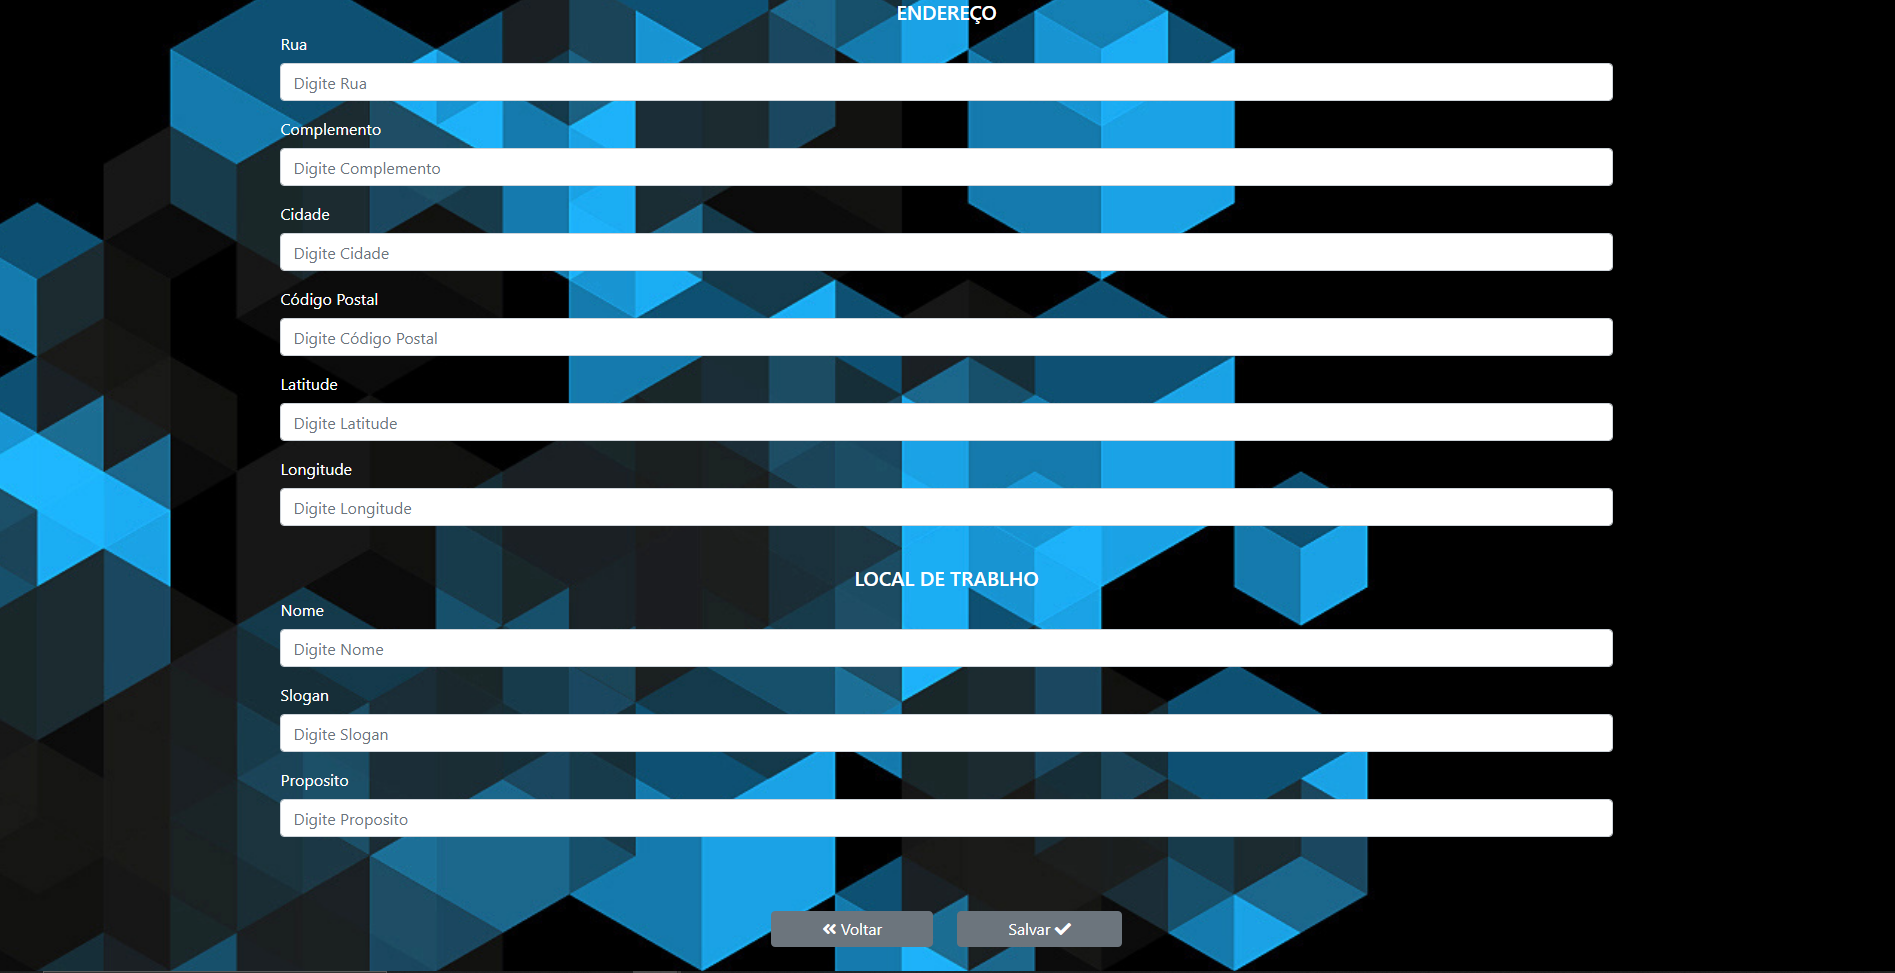 ENDEREÇO
Rua
Digite Rua
Complemento
Digite Complemento
Cidade
Digite Cidade
Código Postal
Digite Código Postal
Latitude
Digite Latitude
Longitude
Digite Longitude
LOCAL DE TRABLHO
Nome
Digite Nome
Slogan
Digite Slogan
Proposito
Digite Proposito
Voltar
Salvar